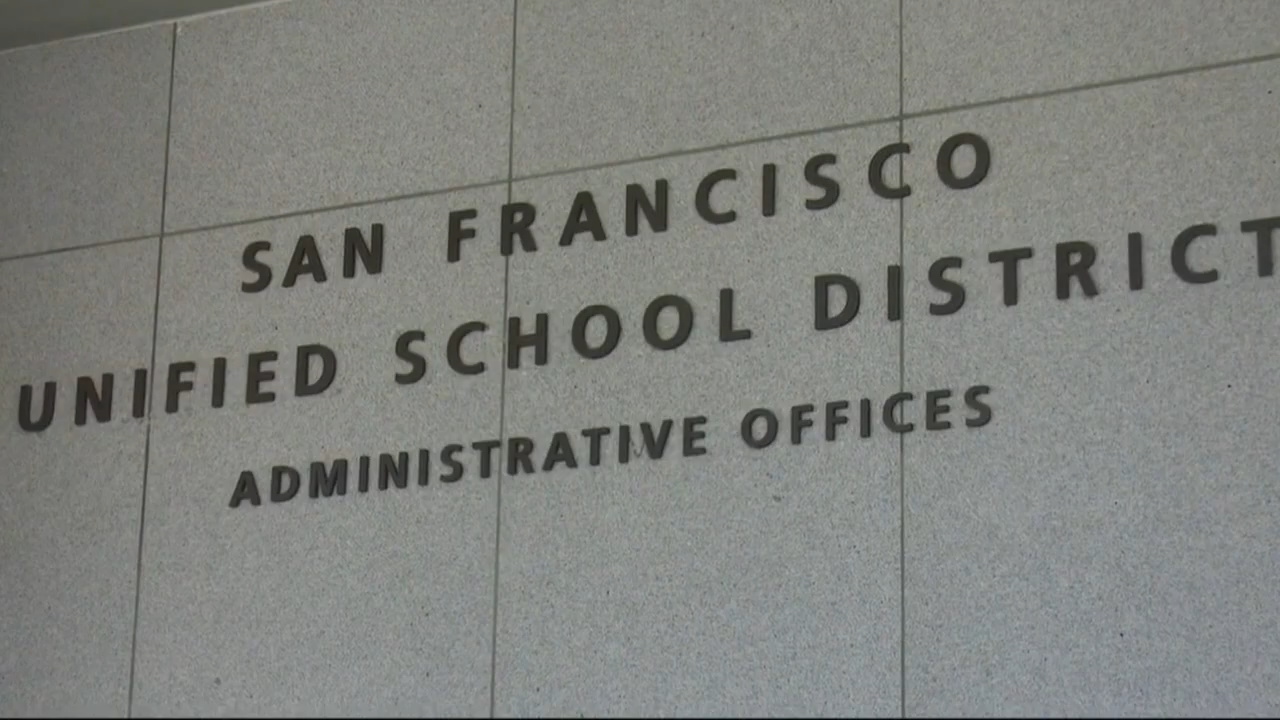 SAN FRANCISCO
UNIFIED SCHOOL DISTRICT
ADMINISTRATIVE OFFICES